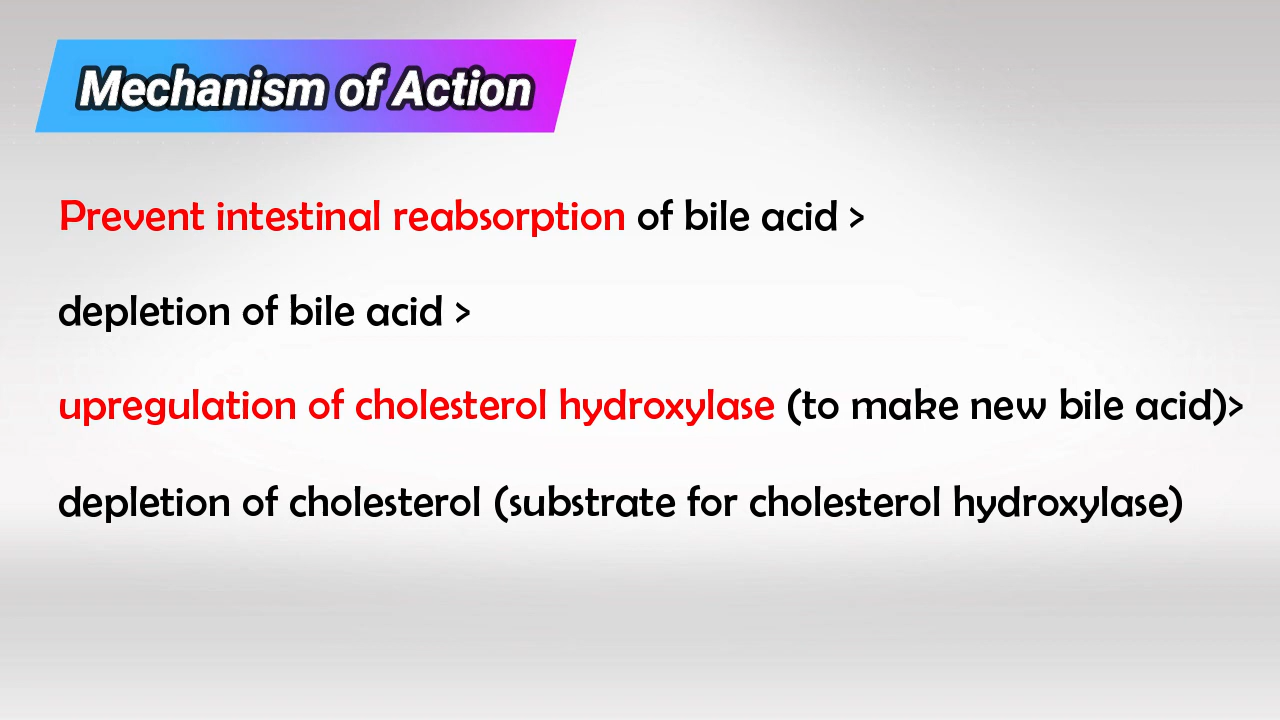 Mechanism of Action
Prevent intestinal reabsorption of bile acid >
depletion of bile acid >
upregulation of cholesterol hydroxylase (to make new bile acid)>
depletion of cholesterol (substrate for cholesterol hydroxylase)